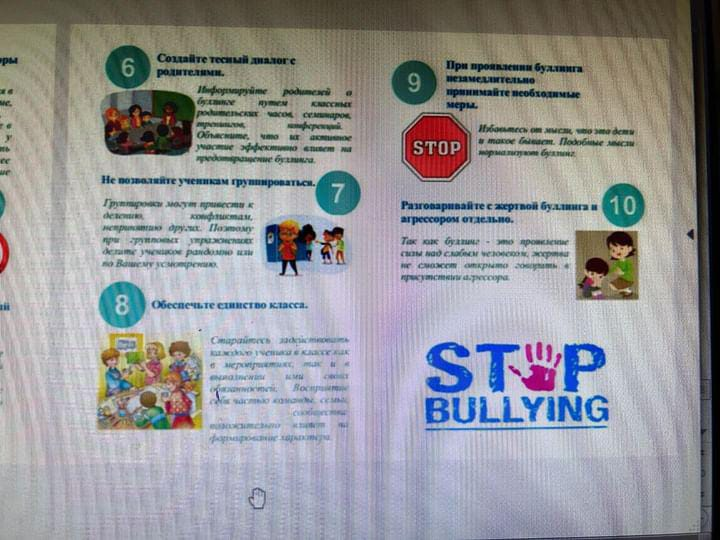 6
Создайте тесный диалог с
родителями.
Информируйте родителей о
буллинге путем классных
родительских часов, семинаров,
тренингов, конференций.
Объясните, что их активное
участие эффективно влияет на
предотвращение буллинга.
Не позволяйте ученикам группироваться.
7
Группировки могут привести к
делению, конфликтам,
неприятию других. Поэтому
при групповых упражнениях
делите учеников рандомно или
по Вашему усмотрению.
8
Обеспечьте единство класса.
Старайтесь задействовать
каждого ученика в классе как
в мероприятиях, так и в
выполнении ими своих
обязанностей. Восприятие
себя частью команды, семьи,
сообщества
положительно влияет на
формирование характера.
9
При проявлении буллинга
незамедлительно
принимайте необходимые
меры.
STOP
Избавьтесь от мысли, что это дети
и такое бывает. Подобные мысли
нормализуют буллинг.
Разговаривайте с жертвой буллинга и
агрессором отдельно.
10
Так как буллинг - это проявление
силы над слабым человеком, жертва
не сможет открыто говорить в
присутствии агрессора.
STOP
BULLYING